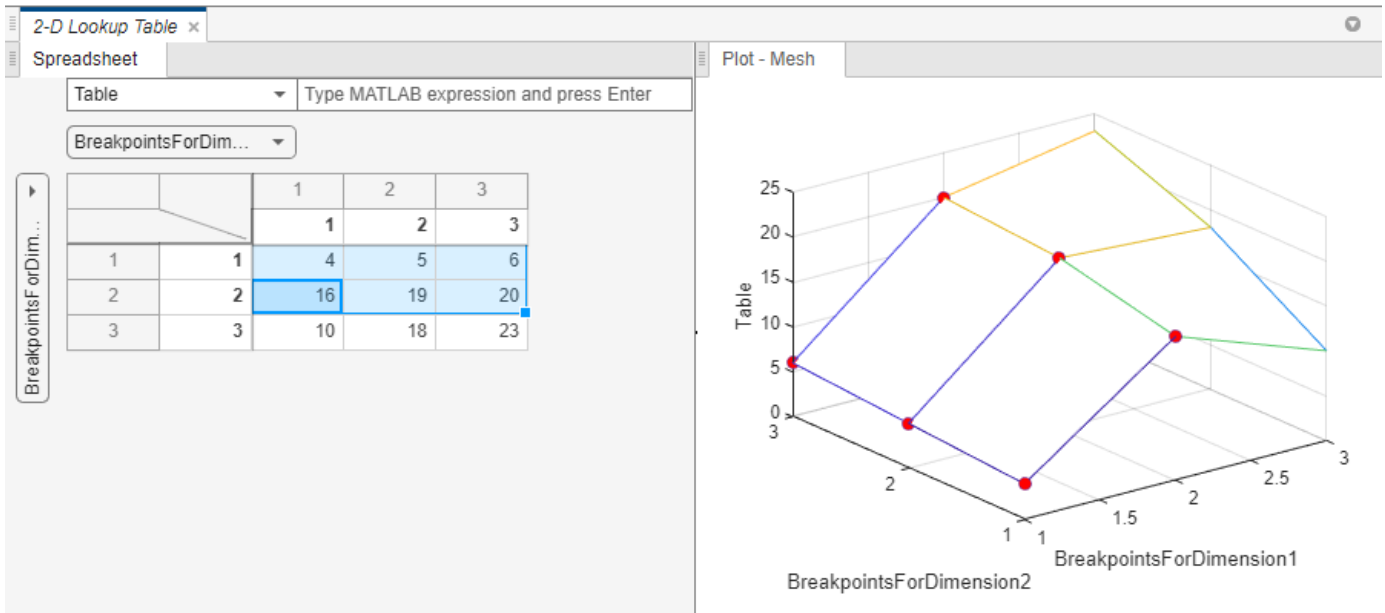 2-D Lookup Table ×
Spreadsheet
Table
Type MATLAB expression and press Enter
BreakpointsForDim...
BreakpointsForDim...
1 2 3
1 2 3
1 1 4 5 6
2 2 16 19 20
3 3 10 18 23
Plot - Mesh
25
20
15
10
5
0
Table
3
2
1
BreakpointsForDimension2
1
1.5
2
2.5
3
BreakpointsForDimension1